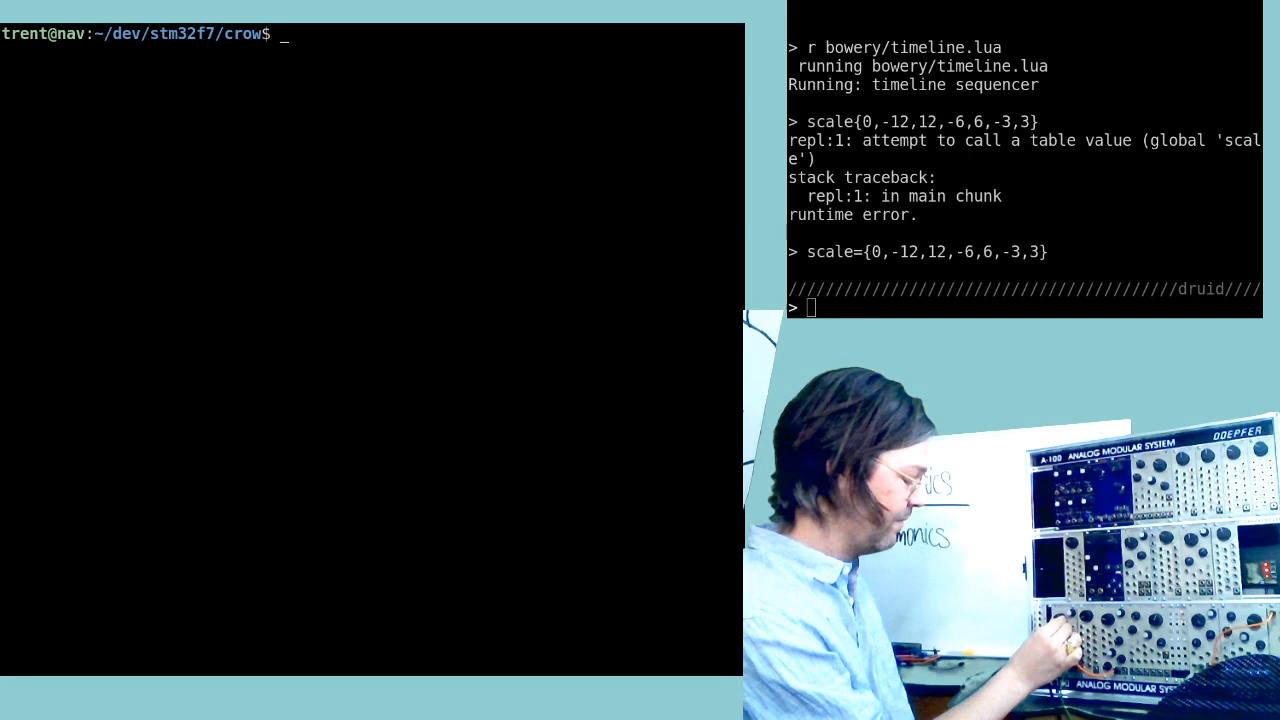 trent@nav:~/dev/stm32f7/crow$ _
> r bowery/timeline.lua
 running bowery/timeline.lua
Running: timeline sequencer
> scale{0,-12,12,-6,6,-3,3}
repl:1: attempt to call a table value (global 'scal
e')
stack traceback:
  repl:1: in main chunk
runtime error.
> scale={0,-12,12,-6,6,-3,3}
//////////////////////////////////////////druid////
>
A-100 ANALOG MODULAR SYSTEM DOEPFER
monics
ANALOG MODULAR